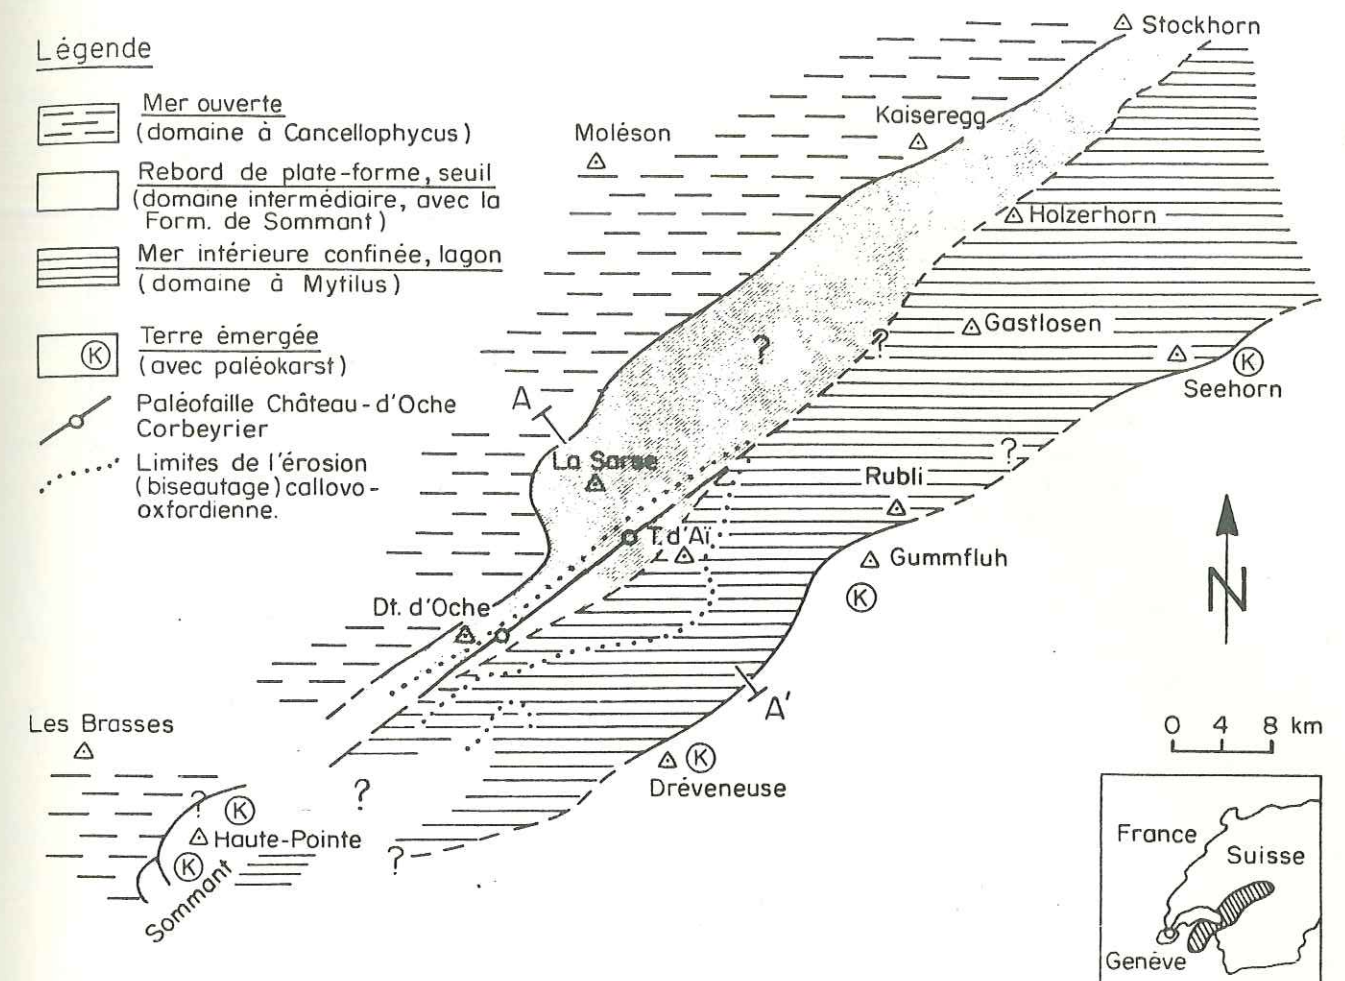 Légende
Mer ouverte
(domaine à Cancellophycus)
Rebord de plate-forme, seuil
(domaine intermédiaire, avec la
Form. de Sommant)
Mer intérieure confinée, lagon
(domaine à Mytilus)
K
Terre émergée
(avec paléokarst)
Paléofaille Château-d'Oche
Corbeyrier
Limites de l'érosion
(biseautage) callovo-
oxfordienne.
Stockhorn
Kaiseregg
Moléson
Holzerhorn
Gastlosen
?
?
Seehorn
K
A
La Sarse
?
Rubli
T. d'Aï
Gummfluh
K
Dt. d'Oche
N
A'
Les Brasses
Dréveneuse
K
0 4 8 km
?
?
K
Haute-Pointe
K
?
Sommant
France
Suisse
Genève